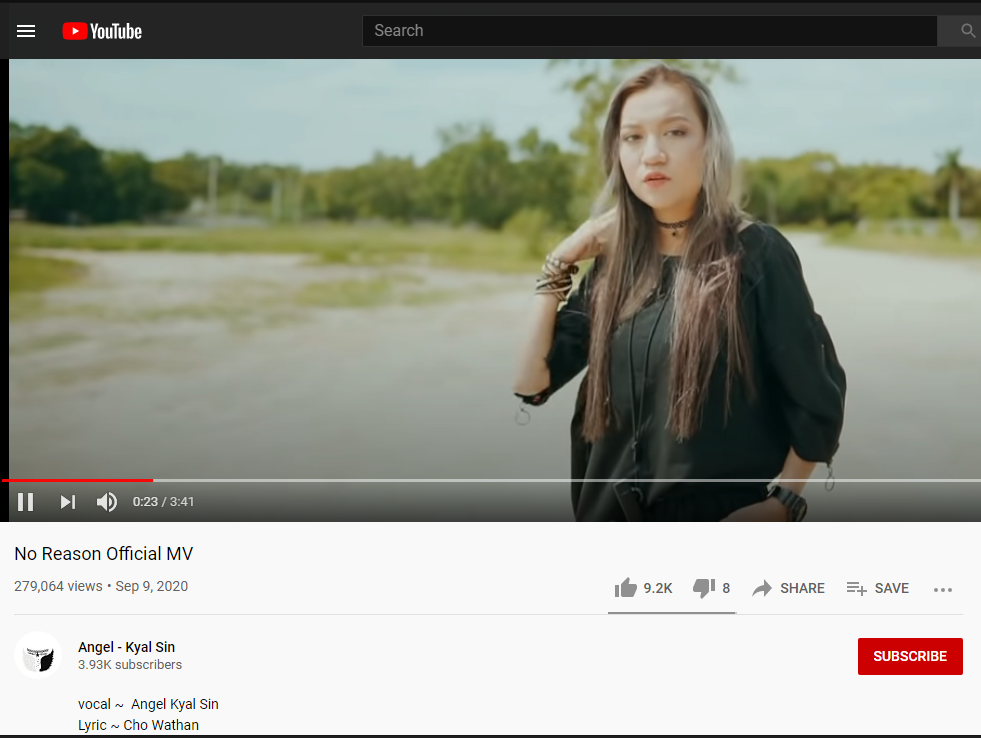 YouTube
Search
0:23 / 3:41
No Reason Official MV
279,064 views • Sep 9, 2020
9.2K 8 SHARE SAVE
Angel - Kyal Sin
3.93K subscribers
SUBSCRIBE
vocal ~ Angel Kyal Sin
Lyric ~ Cho Wathan